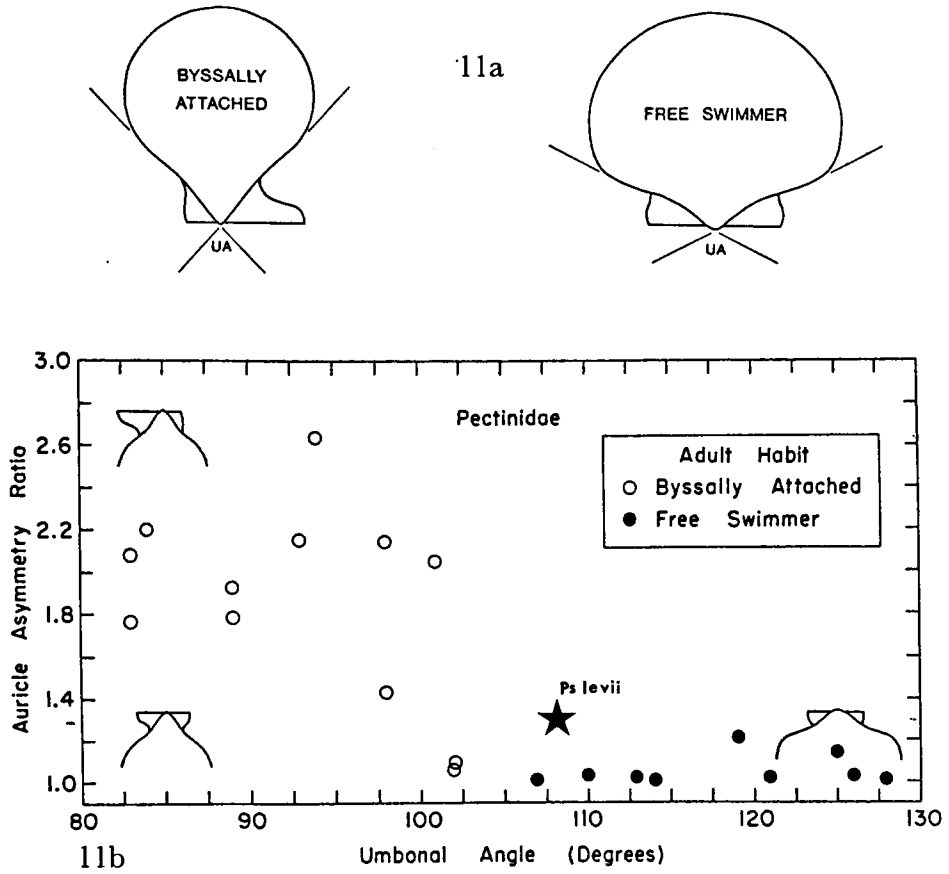 11a
BYSSALLY
ATTACHED
FREE SWIMMER
UA
UA
3.0
2.6
2.2
1.8
1.4
1.0
Auricle Asymmetry Ratio
Pectinidae
Adult Habit
Byssally Attached
Free Swimmer
Ps levii
80
90
100
110
120
130
11b
Umbonal Angle (Degrees)